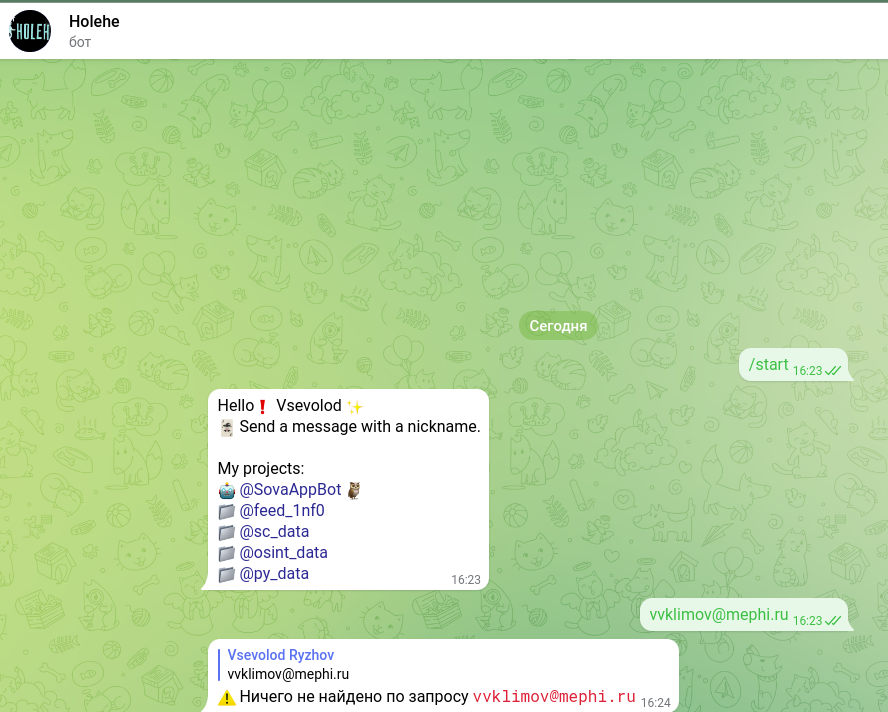 HOLEH
Holehe
бот
Сегодня
/start 16:23
Hello❗ Vsevolod ✨
Send a message with a nickname.
My projects:
🤖 @SovaAppBot 🦉
📁 @feed_1nf0
📁 @sc_data
📁 @osint_data
📁 @py_data
16:23
vvklimov@mephi.ru 16:23
Vsevolod Ryzhov
vvklimov@mephi.ru
⚠️ Ничего не найдено по запросу vvklimov@mephi.ru 16:24